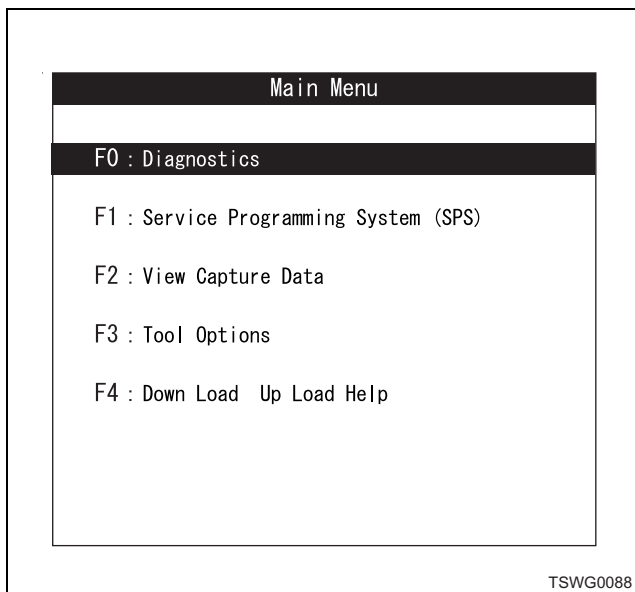 Main Menu
F0 : Diagnostics
F1 : Service Programming System (SPS)
F2 : View Capture Data
F3 : Tool Options
F4 : Down Load  Up Load Help
TSWG0088